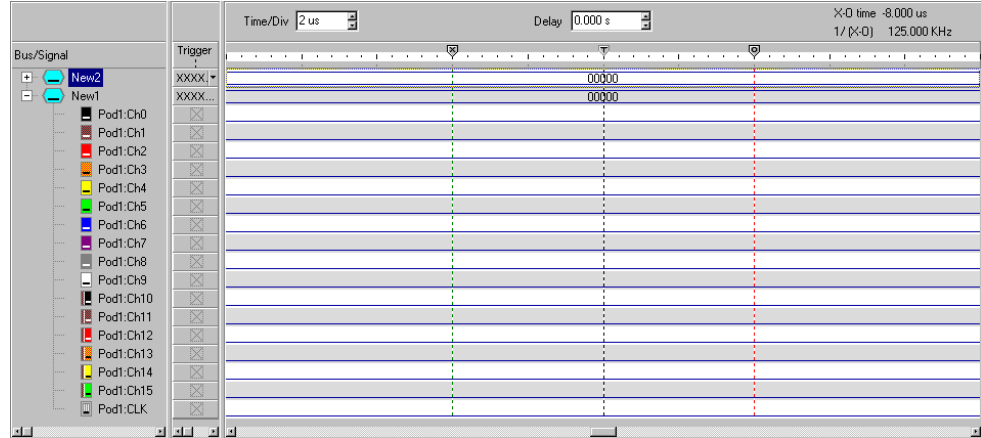 Time/Div 2 us Delay 0.000 s X-O time -8.000 us
1/ (X-O) 125.000 KHz
Bus/Signal Trigger
X T O
New2 XXXX. 00000
New1 XXXX... 00000
Pod1:Ch0
Pod1:Ch1
Pod1:Ch2
Pod1:Ch3
Pod1:Ch4
Pod1:Ch5
Pod1:Ch6
Pod1:Ch7
Pod1:Ch8
Pod1:Ch9
Pod1:Ch10
Pod1:Ch11
Pod1:Ch12
Pod1:Ch13
Pod1:Ch14
Pod1:Ch15
Pod1:CLK